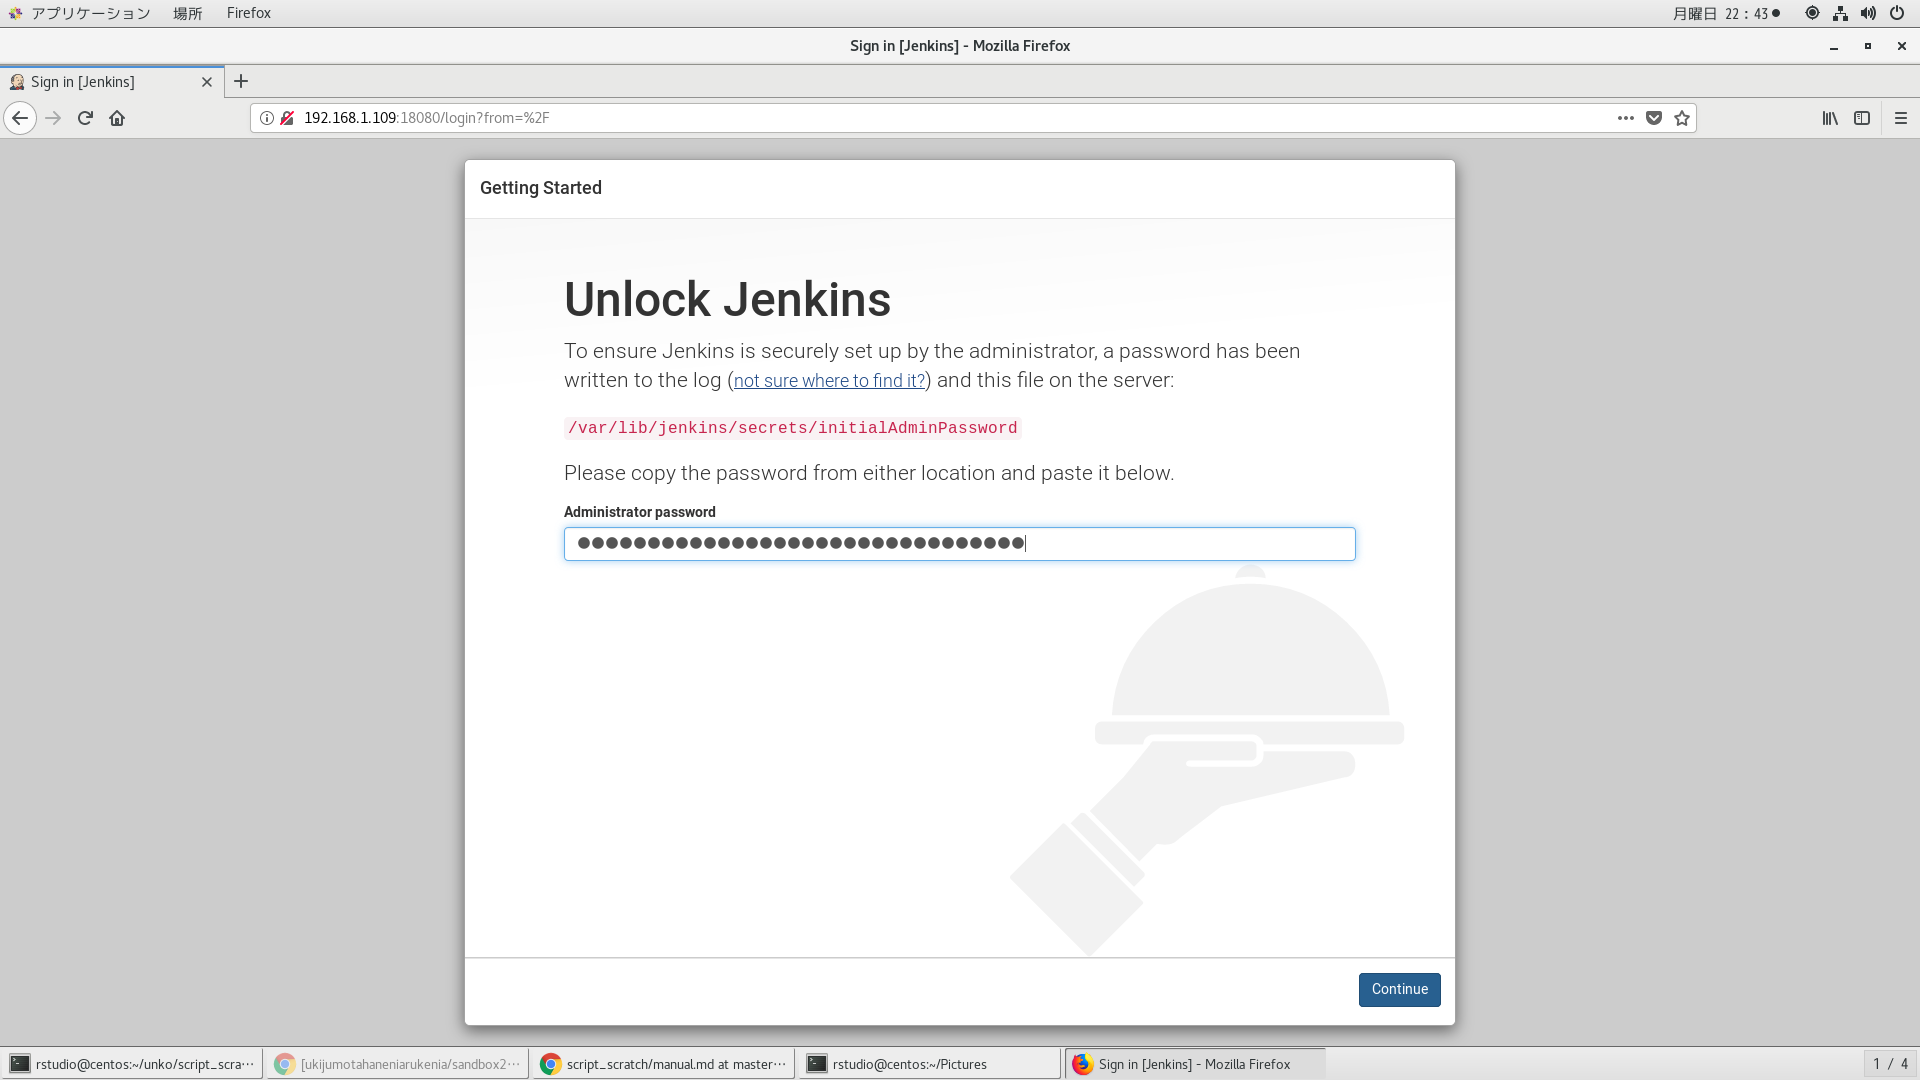 アプリケーション 場所 Firefox 月曜日 22：43●
Sign in [Jenkins] - Mozilla Firefox
Sign in [Jenkins]
192.168.1.109:18080/login?from=%2F
Getting Started
Unlock Jenkins
To ensure Jenkins is securely set up by the administrator, a password has been
written to the log (not sure where to find it?) and this file on the server:
/var/lib/jenkins/secrets/initialAdminPassword
Please copy the password from either location and paste it below.
Administrator password
●●●●●●●●●●●●●●●●●●●●●●●●●●●●●●●●
Continue
rstudio@centos:~/unko/script_scra… [ukijumotahaneniarukenia/sandbox2… script_scratch/manual.md at master… rstudio@centos:~/Pictures Sign in [Jenkins] - Mozilla Firefox 1 / 4